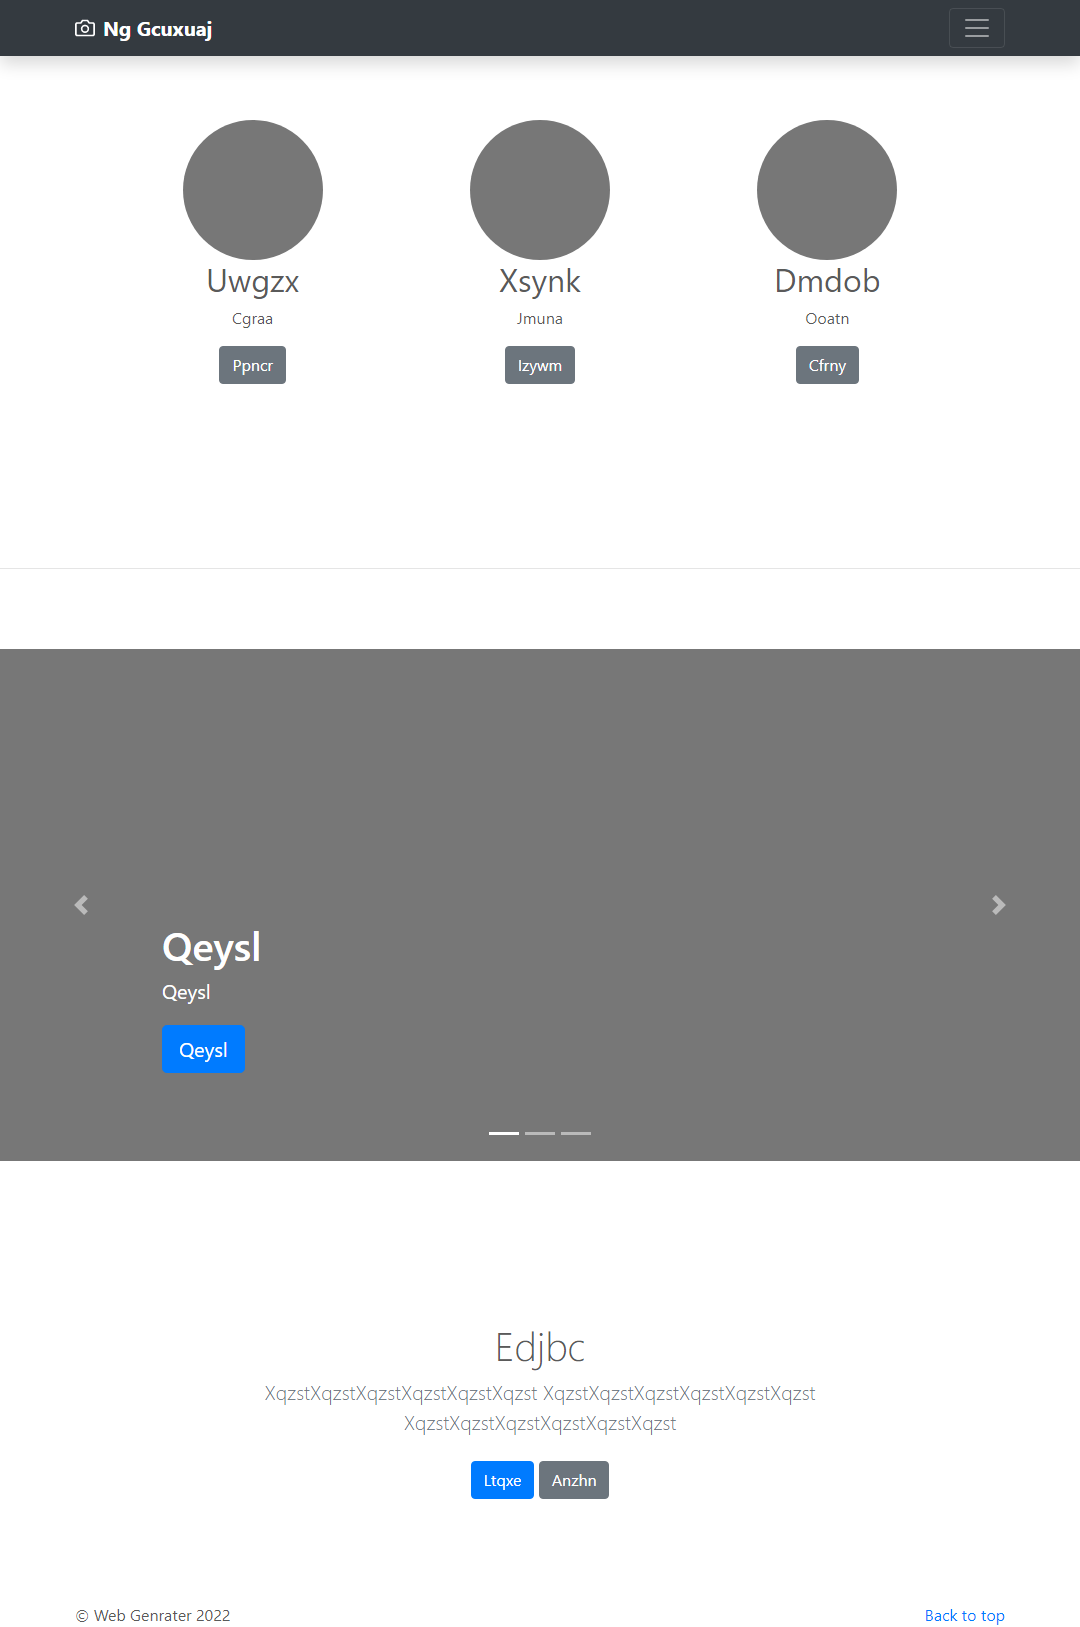 Ng Gcuxuaj
Uwgzx
Xsynk
Dmdob
Cgraa
Jmuna
Ooatn
Ppncr
Izywm
Cfrny
Qeysl
Qeysl
Qeysl
Edjbc
XqzstXqzstXqzstXqzstXqzstXqzst XqzstXqzstXqzstXqzstXqzstXqzst
XqzstXqzstXqzstXqzstXqzstXqzst
Ltqxe Anzhn
© Web Genrater 2022
Back to top